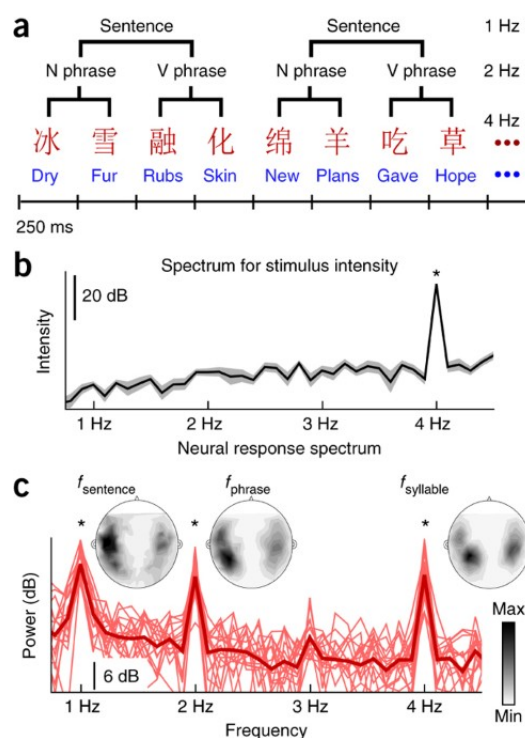 a
Sentence Sentence 1 Hz
N phrase V phrase N phrase V phrase 2 Hz
4 Hz
冰 雪 融 化 绵 羊 吃 草 •••
Dry Fur Rubs Skin New Plans Gave Hope •••
250 ms
b
Spectrum for stimulus intensity
*
20 dB
Intensity
1 Hz 2 Hz 3 Hz 4 Hz
Neural response spectrum
c
fsentence fphrase fsyllable
* * *
Max
Min
Power (dB)
6 dB
1 Hz 2 Hz 3 Hz 4 Hz
Frequency